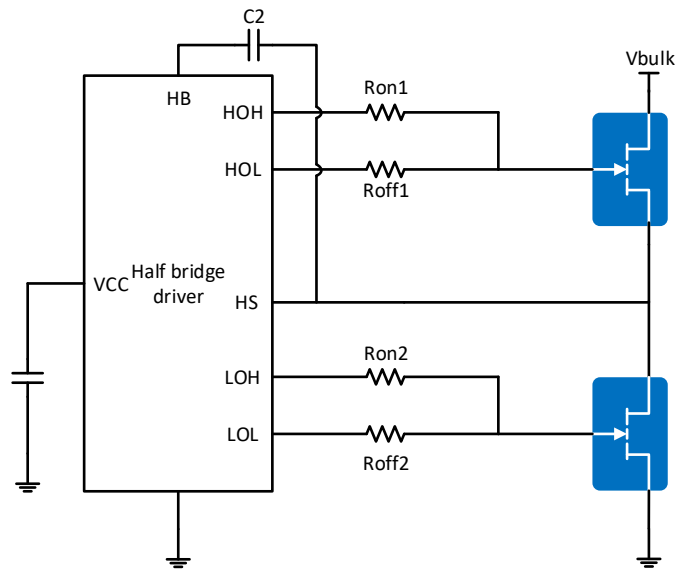 C2
Vbulk
HB
HOH
Ron1
HOL
Roff1
VCC
Half bridge
driver
HS
LOH
Ron2
LOL
Roff2